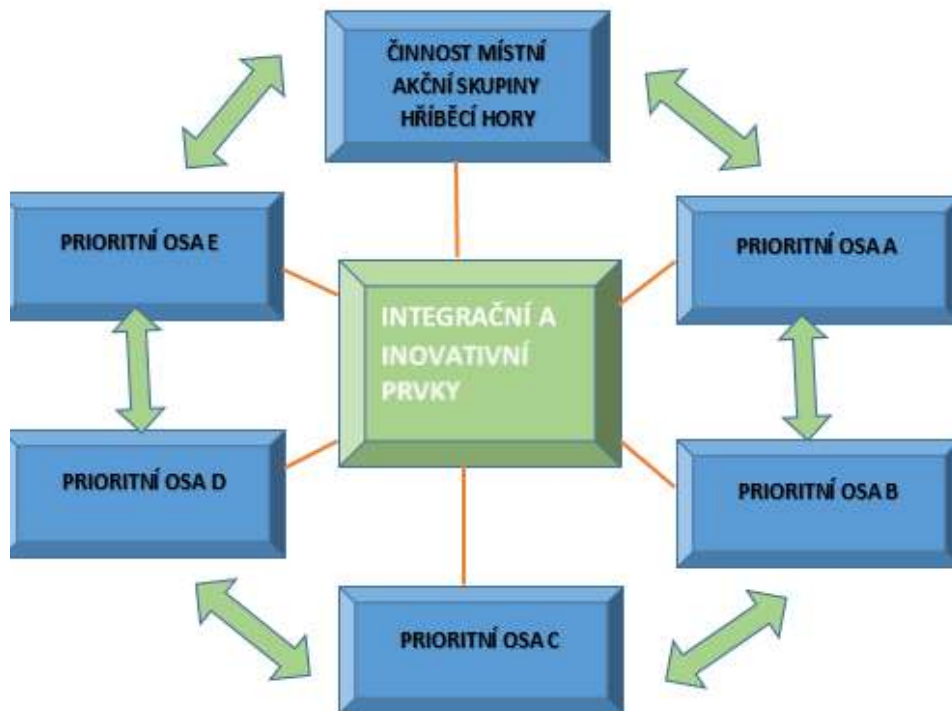 ČINNOST MÍSTNÍ
AKČNÍ SKUPINY
HŘÍBĚCÍ HORY
PRIORITNÍ OSA E
PRIORITNÍ OSA A
INTEGRAČNÍ A
INOVATIVNÍ
PRVKY
PRIORITNÍ OSA D
PRIORITNÍ OSA B
PRIORITNÍ OSA C